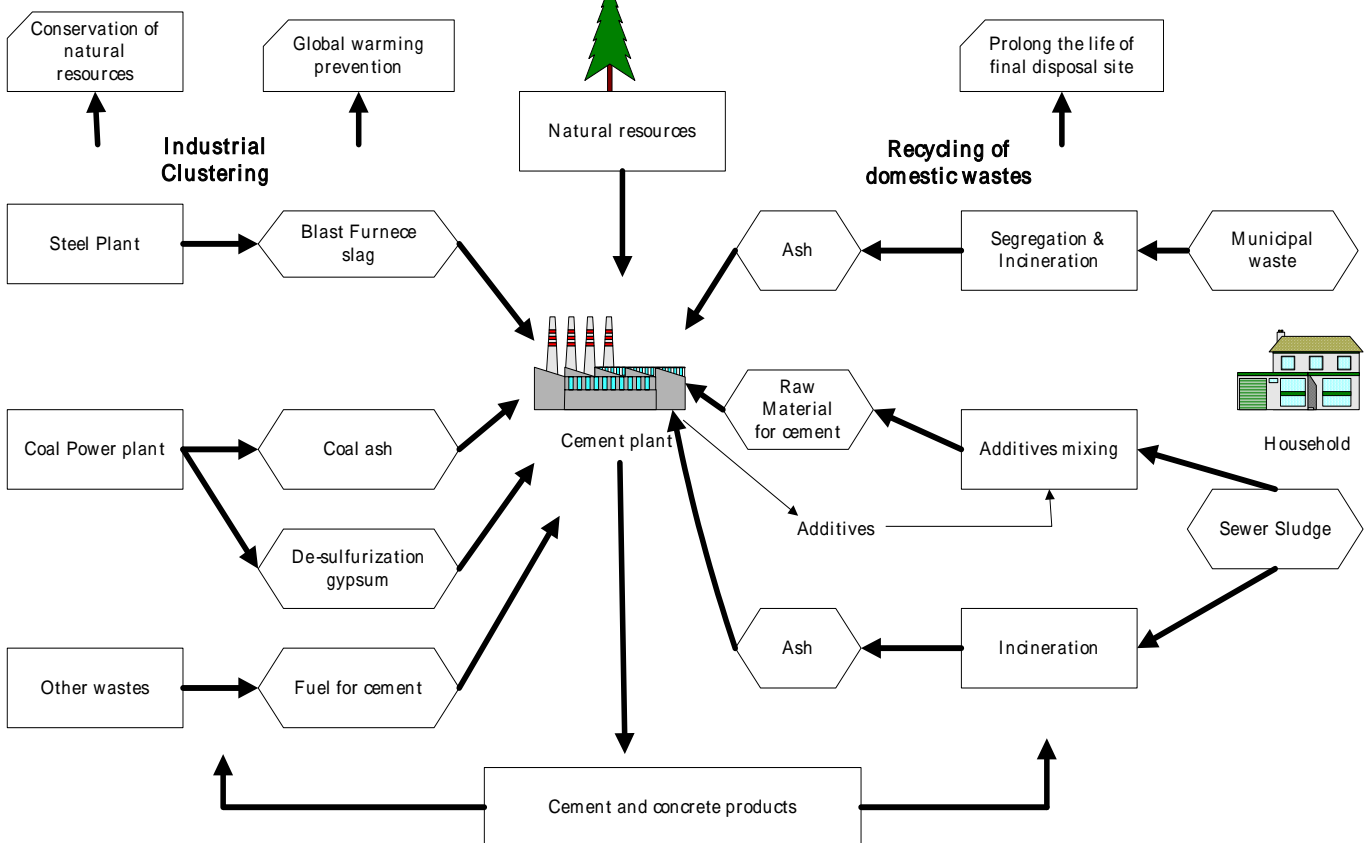 Conservation of
natural
resources
Global warming
prevention
Prolong the life of
final disposal site
Natural resources
Industrial
Clustering
Recycling of
domestic wastes
Steel Plant
Blast Furnece
slag
Ash
Segregation &
Incineration
Municipal
waste
Coal Power plant
Coal ash
Cement plant
Raw
Material
for cement
Additives mixing
Household
De-sulfurization
gypsum
Additives
Sewer Sludge
Other wastes
Fuel for cement
Ash
Incineration
Cement and concrete products